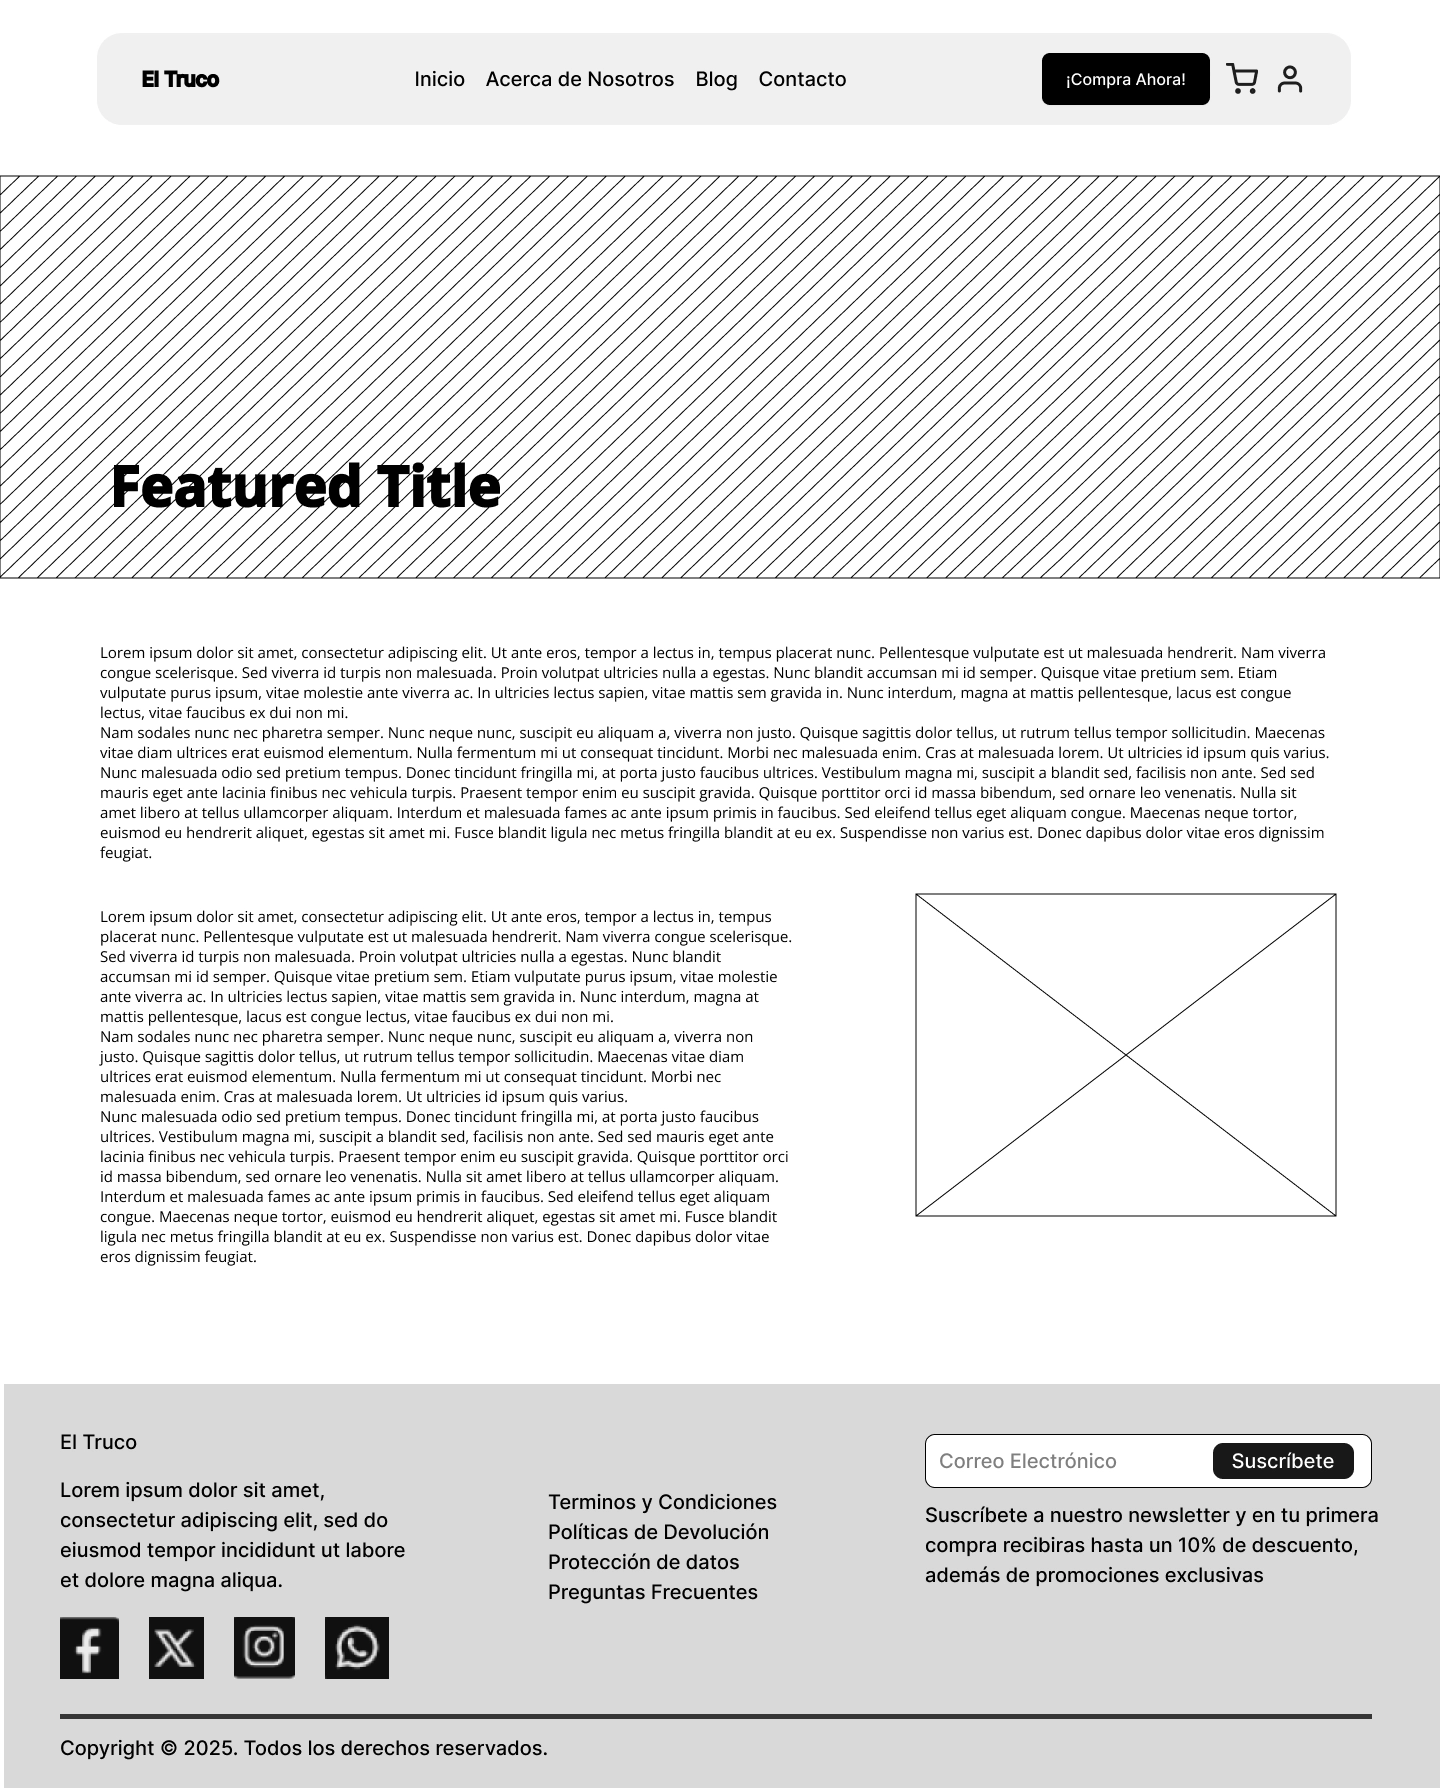 El Truco
Inicio Acerca de Nosotros Blog Contacto
¡Compra Ahora!
Featured Title
Lorem ipsum dolor sit amet, consectetur adipiscing elit. Ut ante eros, tempor a lectus in, tempus placerat nunc. Pellentesque vulputate est ut malesuada hendrerit. Nam viverra
congue scelerisque. Sed viverra id turpis non malesuada. Proin volutpat ultricies nulla a egestas. Nunc blandit accumsan mi id semper. Quisque vitae pretium sem. Etiam
vulputate purus ipsum, vitae molestie ante viverra ac. In ultricies lectus sapien, vitae mattis sem gravida in. Nunc interdum, magna at mattis pellentesque, lacus est congue
lectus, vitae faucibus ex dui non mi.
Nam sodales nunc nec pharetra semper. Nunc neque nunc, suscipit eu aliquam a, viverra non justo. Quisque sagittis dolor tellus, ut rutrum tellus tempor sollicitudin. Maecenas
vitae diam ultrices erat euismod elementum. Nulla fermentum mi ut consequat tincidunt. Morbi nec malesuada enim. Cras at malesuada lorem. Ut ultricies id ipsum quis varius.
Nunc malesuada odio sed pretium tempus. Donec tincidunt fringilla mi, at porta justo faucibus ultrices. Vestibulum magna mi, suscipit a blandit sed, facilisis non ante. Sed sed
mauris eget ante lacinia finibus nec vehicula turpis. Praesent tempor enim eu suscipit gravida. Quisque porttitor orci id massa bibendum, sed ornare leo venenatis. Nulla sit
amet libero at tellus ullamcorper aliquam. Interdum et malesuada fames ac ante ipsum primis in faucibus. Sed eleifend tellus eget aliquam congue. Maecenas neque tortor,
euismod eu hendrerit aliquet, egestas sit amet mi. Fusce blandit ligula nec metus fringilla blandit at eu ex. Suspendisse non varius est. Donec dapibus dolor vitae eros dignissim
feugiat.
Lorem ipsum dolor sit amet, consectetur adipiscing elit. Ut ante eros, tempor a lectus in, tempus
placerat nunc. Pellentesque vulputate est ut malesuada hendrerit. Nam viverra congue scelerisque.
Sed viverra id turpis non malesuada. Proin volutpat ultricies nulla a egestas. Nunc blandit
accumsan mi id semper. Quisque vitae pretium sem. Etiam vulputate purus ipsum, vitae molestie
ante viverra ac. In ultricies lectus sapien, vitae mattis sem gravida in. Nunc interdum, magna at
mattis pellentesque, lacus est congue lectus, vitae faucibus ex dui non mi.
Nam sodales nunc nec pharetra semper. Nunc neque nunc, suscipit eu aliquam a, viverra non
justo. Quisque sagittis dolor tellus, ut rutrum tellus tempor sollicitudin. Maecenas vitae diam
ultrices erat euismod elementum. Nulla fermentum mi ut consequat tincidunt. Morbi nec
malesuada enim. Cras at malesuada lorem. Ut ultricies id ipsum quis varius.
Nunc malesuada odio sed pretium tempus. Donec tincidunt fringilla mi, at porta justo faucibus
ultrices. Vestibulum magna mi, suscipit a blandit sed, facilisis non ante. Sed sed mauris eget ante
lacinia finibus nec vehicula turpis. Praesent tempor enim eu suscipit gravida. Quisque porttitor orci
id massa bibendum, sed ornare leo venenatis. Nulla sit amet libero at tellus ullamcorper aliquam.
Interdum et malesuada fames ac ante ipsum primis in faucibus. Sed eleifend tellus eget aliquam
congue. Maecenas neque tortor, euismod eu hendrerit aliquet, egestas sit amet mi. Fusce blandit
ligula nec metus fringilla blandit at eu ex. Suspendisse non varius est. Donec dapibus dolor vitae
eros dignissim feugiat.
El Truco
Lorem ipsum dolor sit amet,
consectetur adipiscing elit, sed do
eiusmod tempor incididunt ut labore
et dolore magna aliqua.
Terminos y Condiciones
Políticas de Devolución
Protección de datos
Preguntas Frecuentes
Correo Electrónico
Suscríbete
Suscríbete a nuestro newsletter y en tu primera
compra recibiras hasta un 10% de descuento,
además de promociones exclusivas
Copyright © 2025. Todos los derechos reservados.